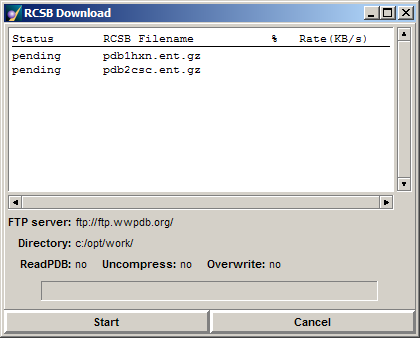 RCSB Download
Status RCSB Filename % Rate(KB/s)
pending pdb1hxn.ent.gz
pending pdb2csc.ent.gz
FTP server: ftp://ftp.wwpdb.org/
Directory: c:/opt/work/
ReadPDB: no Uncompress: no Overwrite: no
Start Cancel